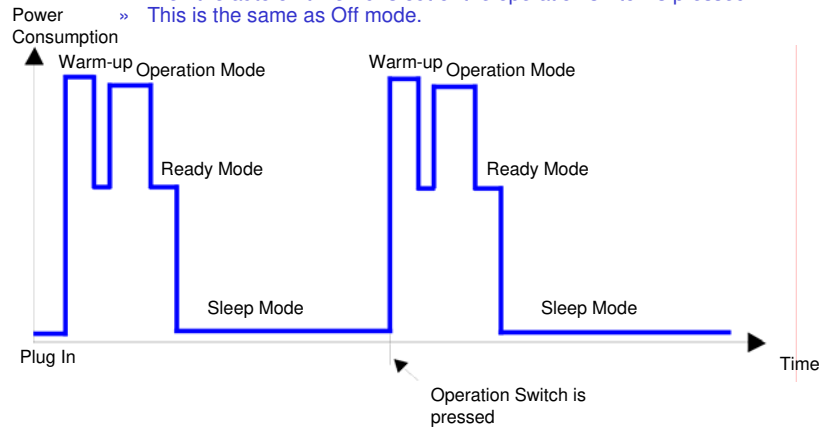 » This is the same as Off mode.
Power
Consumption
Warm-up
Operation Mode
Warm-up
Operation Mode
Ready Mode
Ready Mode
Sleep Mode
Sleep Mode
Plug In
Time
Operation Switch is
pressed